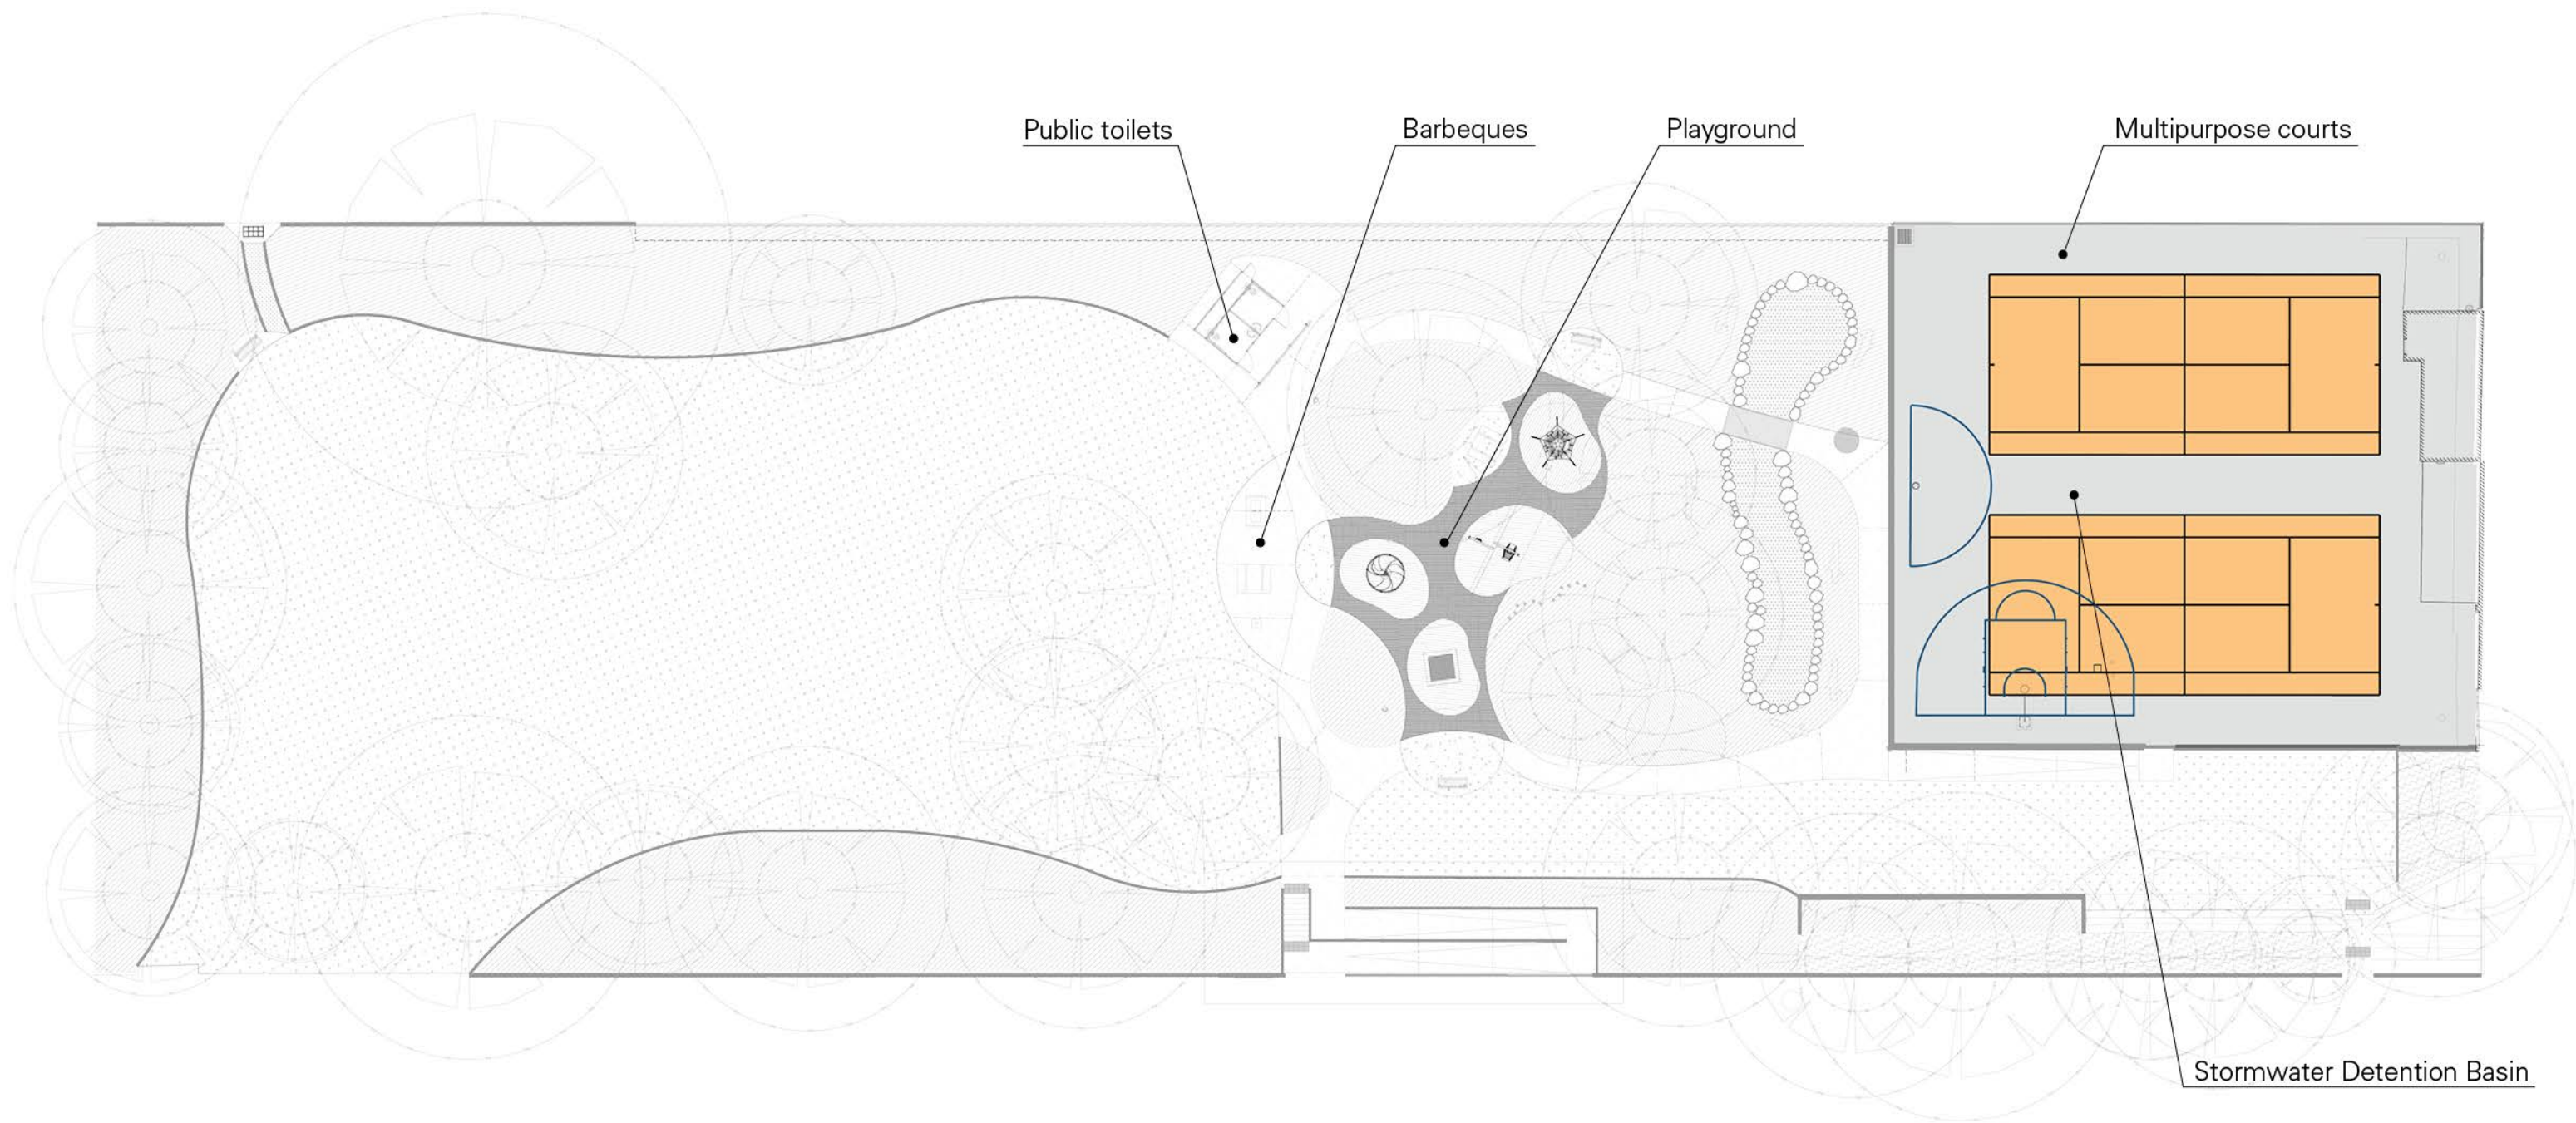 Public toilets
Barbeques
Playground
Multipurpose courts
Stormwater Detention Basin